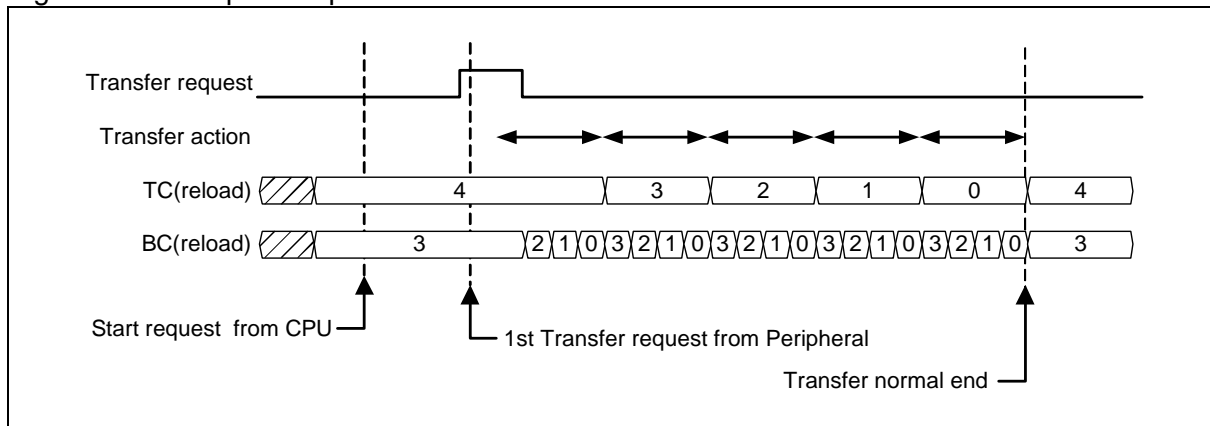 Transfer request
Transfer action
TC(reload) 4 3 2 1 0 4
BC(reload) 3 2 1 0 3 2 1 0 3 2 1 0 3 2 1 0 3 2 1 0 3
Start request from CPU
1st Transfer request from Peripheral
Transfer normal end